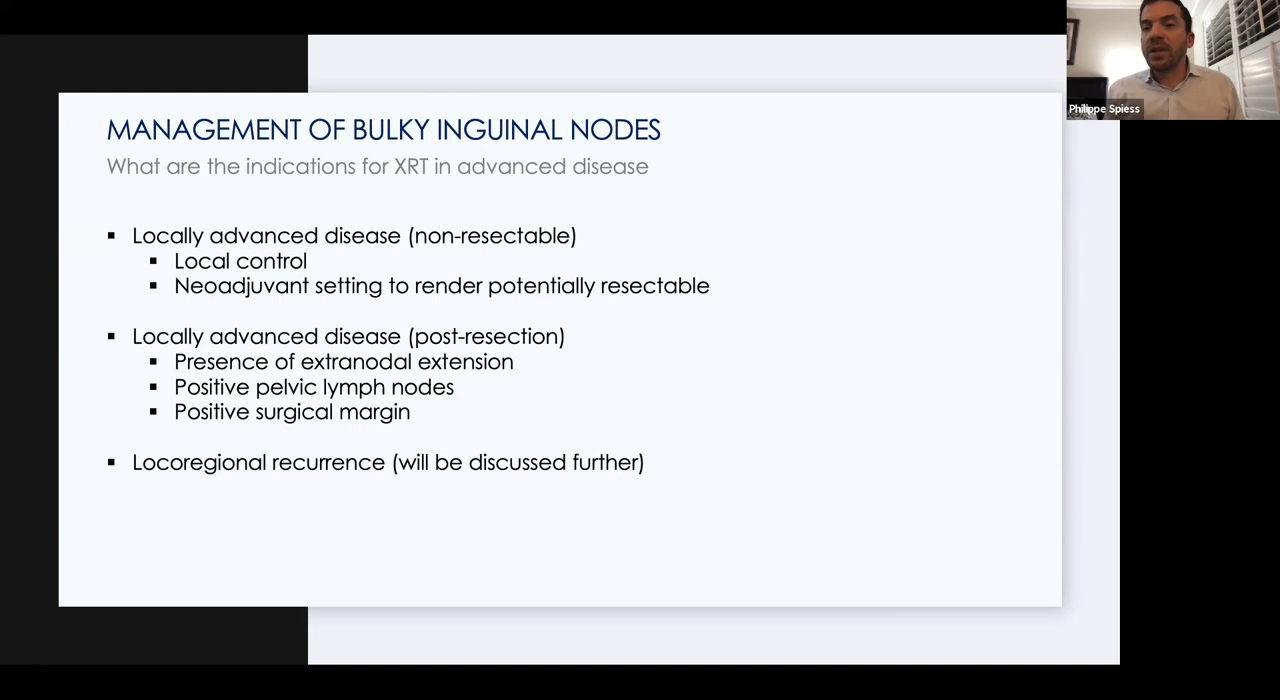 MANAGEMENT OF BULKY INGUINAL NODES
What are the indications for XRT in advanced disease
▪ Locally advanced disease (non-resectable)
▪ Local control
▪ Neoadjuvant setting to render potentially resectable
▪ Locally advanced disease (post-resection)
▪ Presence of extranodal extension
▪ Positive pelvic lymph nodes
▪ Positive surgical margin
▪ Locoregional recurrence (will be discussed further)
Philippe Spiess